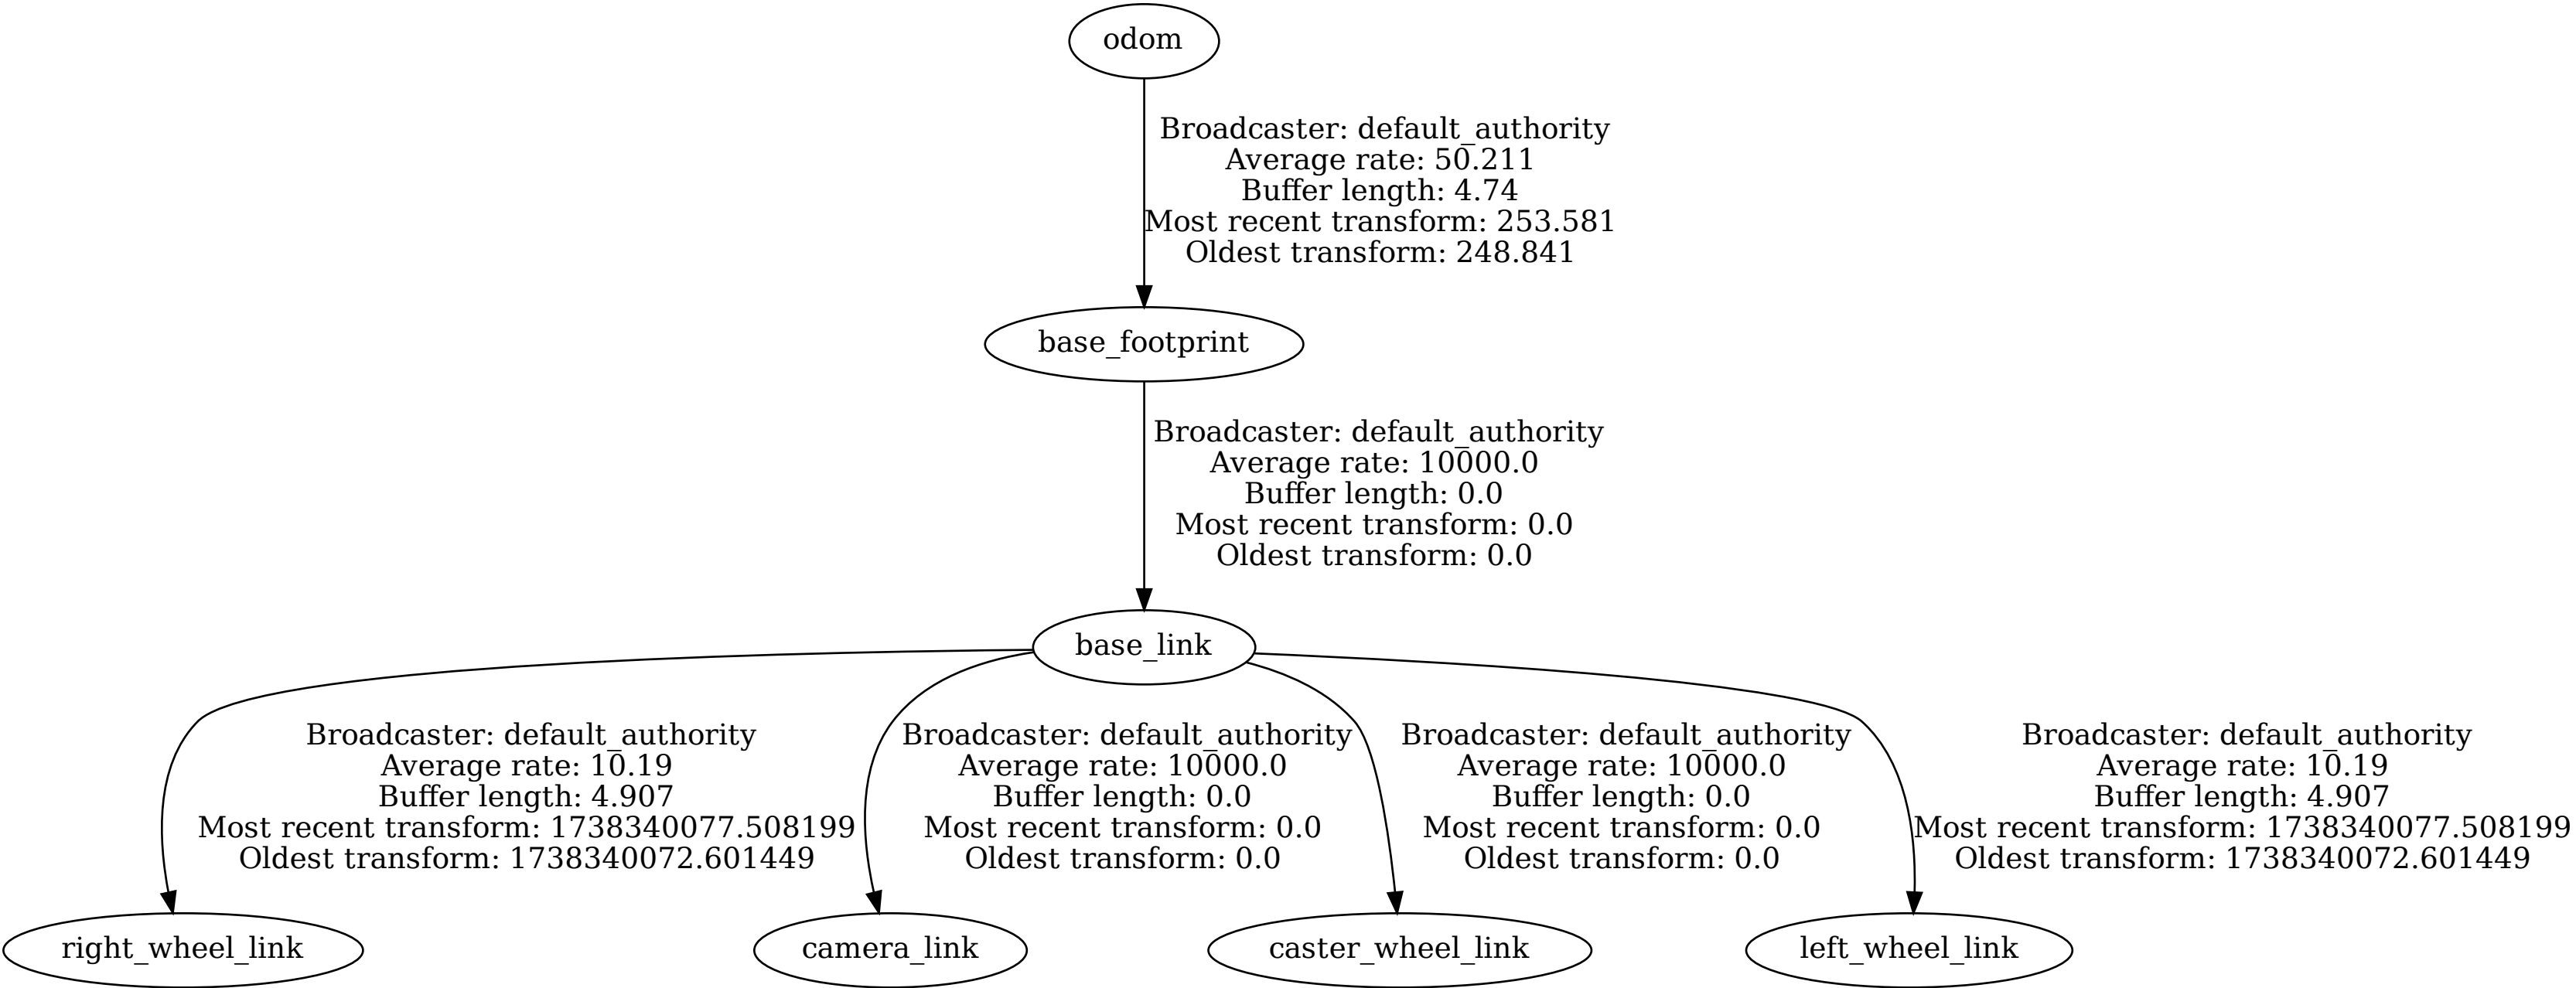 odom
Broadcaster: default_authority
Average rate: 50.211
Buffer length: 4.74
Most recent transform: 253.581
Oldest transform: 248.841
base_footprint
Broadcaster: default_authority
Average rate: 10000.0
Buffer length: 0.0
Most recent transform: 0.0
Oldest transform: 0.0
base_link
Broadcaster: default_authority
Average rate: 10.19
Buffer length: 4.907
Most recent transform: 1738340077.508199
Oldest transform: 1738340072.601449
Broadcaster: default_authority
Average rate: 10000.0
Buffer length: 0.0
Most recent transform: 0.0
Oldest transform: 0.0
Broadcaster: default_authority
Average rate: 10000.0
Buffer length: 0.0
Most recent transform: 0.0
Oldest transform: 0.0
Broadcaster: default_authority
Average rate: 10.19
Buffer length: 4.907
Most recent transform: 1738340077.508199
Oldest transform: 1738340072.601449
right_wheel_link
camera_link
caster_wheel_link
left_wheel_link